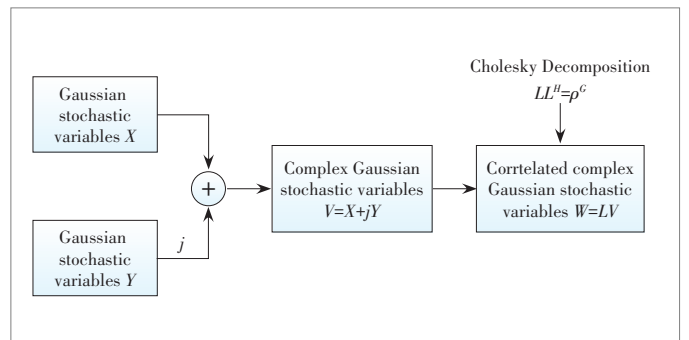 Gaussian
stochastic
variables X
Gaussian
stochastic
variables Y
j
+
Complex Gaussian
stochastic variables
V=X+jY
Cholesky Decomposition
LL^H=ρ^G
Corrtelated complex
Gaussian stochastic
variables W=LV